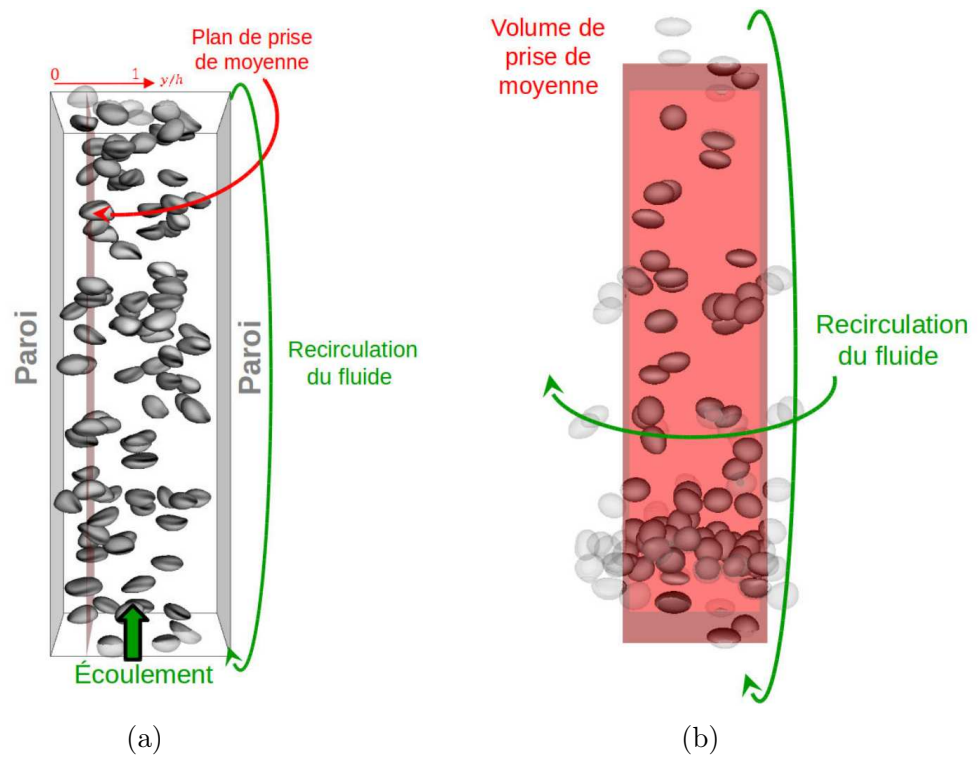 Plan de prise
de moyenne
0
1
y/h
Paroi
Paroi
Recirculation
du fluide
Écoulement
(a)
Volume de
prise de
moyenne
Recirculation
du fluide
(b)